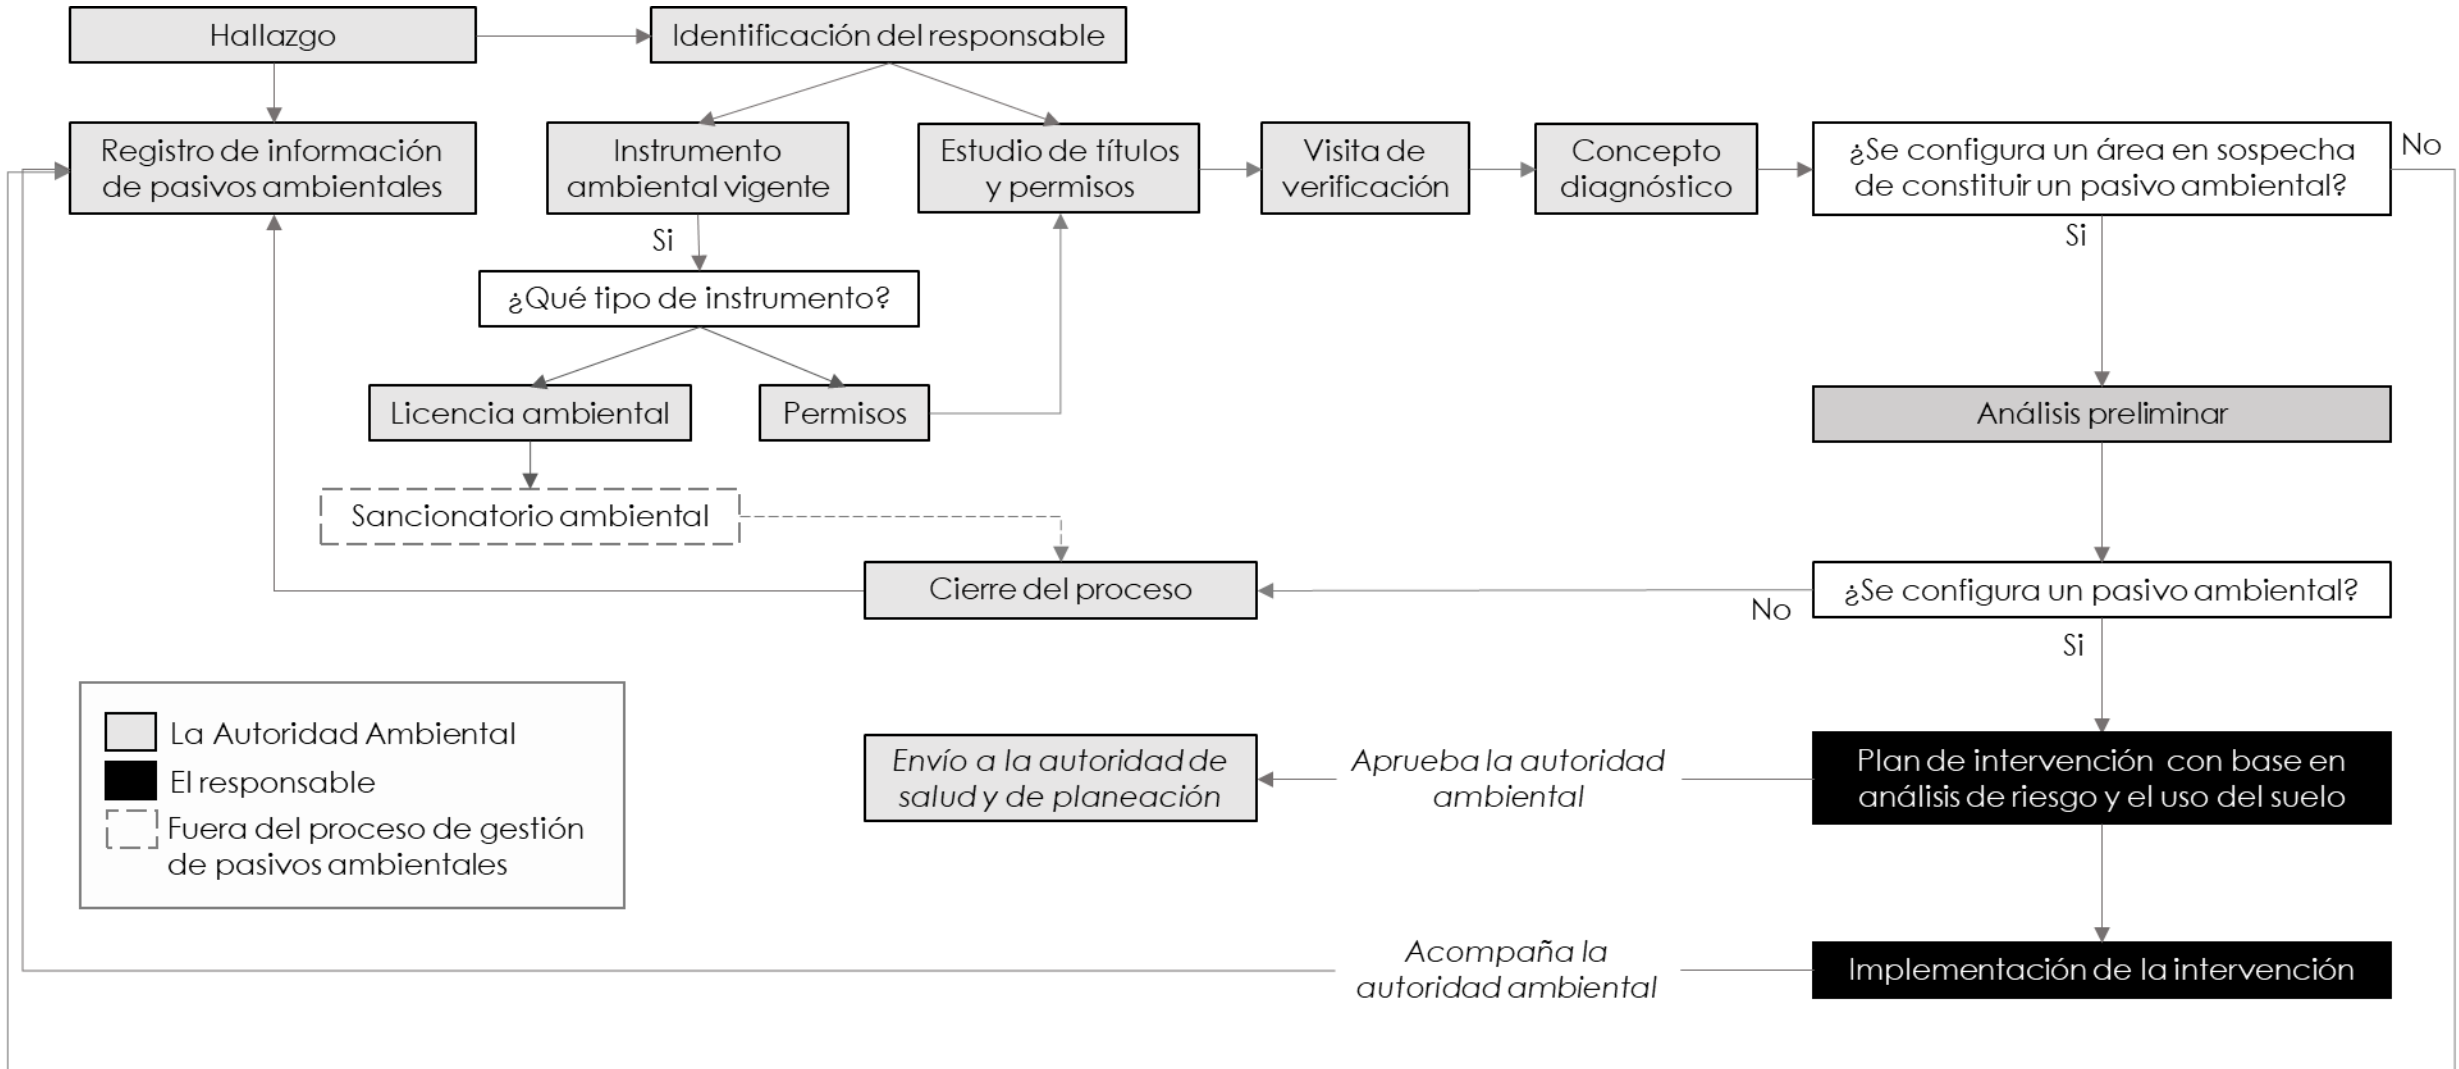 Hallazgo
Identificación del responsable
Registro de información
de pasivos ambientales
Instrumento
ambiental vigente
Estudio de títulos
y permisos
Visita de
verificación
Concepto
diagnóstico
¿Se configura un área en sospecha
de constituir un pasivo ambiental?
No
Si
Si
¿Qué tipo de instrumento?
Licencia ambiental
Permisos
Análisis preliminar
Sancionatorio ambiental
Cierre del proceso
¿Se configura un pasivo ambiental?
No
Si
La Autoridad Ambiental
El responsable
Fuera del proceso de gestión
de pasivos ambientales
Envío a la autoridad de
salud y de planeación
Aprueba la autoridad
ambiental
Plan de intervención con base en
análisis de riesgo y el uso del suelo
Acompaña la
autoridad ambiental
Implementación de la intervención